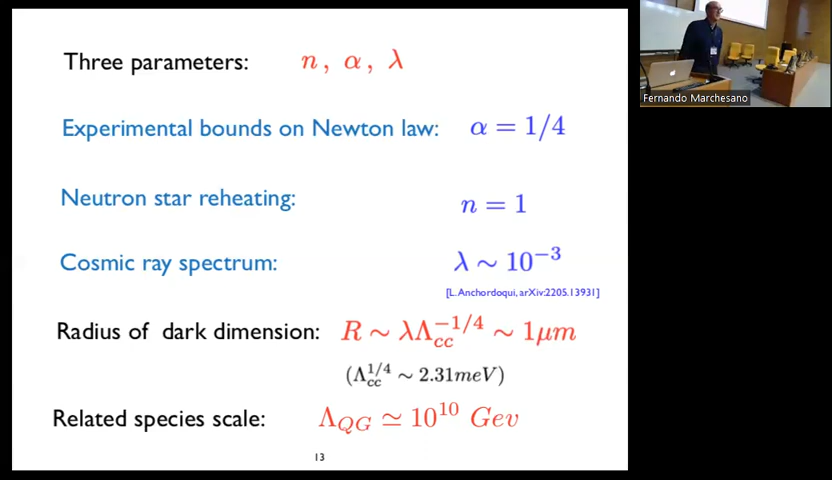 Three parameters: n , α , λ
Fernando Marchesano
Experimental bounds on Newton law: α = 1/4
Neutron star reheating: n = 1
Cosmic ray spectrum: λ ∼ 10⁻³
[L.Anchordoqui, arXiv:2205.13931]
Radius of dark dimension: R ∼ λΛ_cc^{−1/4} ∼ 1μm
(Λ_cc^{1/4} ∼ 2.31meV)
Related species scale: Λ_QG ≃ 10¹⁰ Gev
13